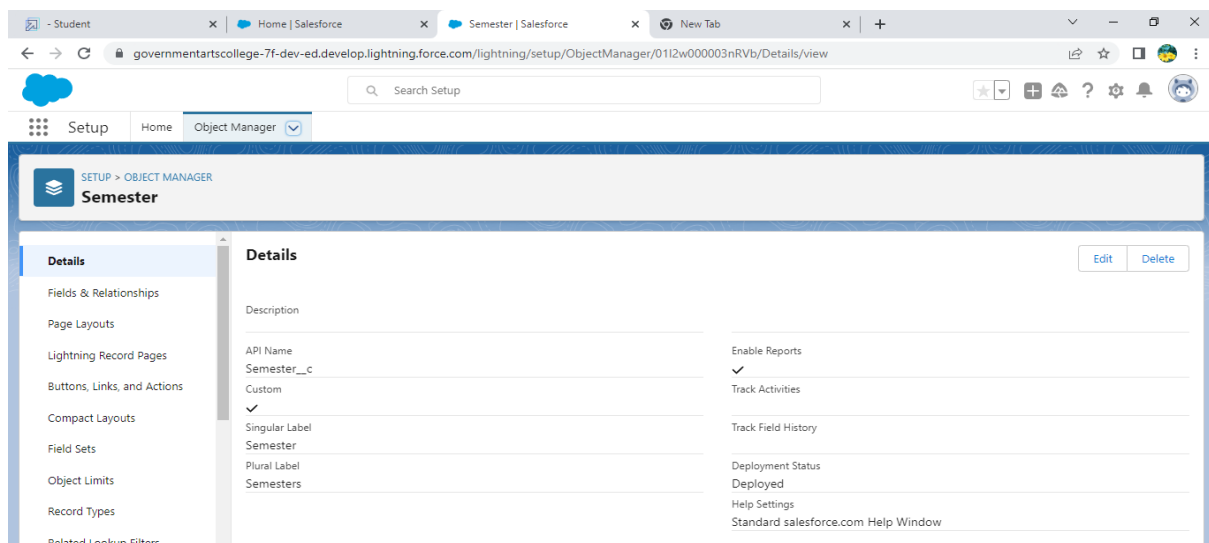 - Student
Home | Salesforce
Semester | Salesforce
New Tab
governmentartscollege-7f-dev-ed.develop.lightning.force.com/lightning/setup/ObjectManager/01I2w000003nRVb/Details/view
Search Setup
Setup
Home
Object Manager
SETUP > OBJECT MANAGER
Semester
Details
Fields & Relationships
Page Layouts
Lightning Record Pages
Buttons, Links, and Actions
Compact Layouts
Field Sets
Object Limits
Record Types
Related Lookup Filters
Details
Edit
Delete
Description
API Name
Semester__c
Custom
Singular Label
Semester
Plural Label
Semesters
Enable Reports
Track Activities
Track Field History
Deployment Status
Deployed
Help Settings
Standard salesforce.com Help Window